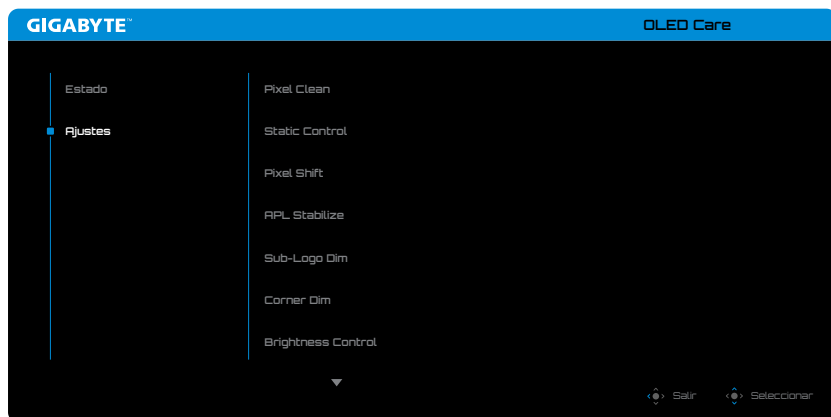 GIGABYTE™
OLED Care
Estado
Ajustes
Pixel Clean
Static Control
Pixel Shift
APL Stabilize
Sub-Logo Dim
Corner Dim
Brightness Control
Salir
Seleccionar